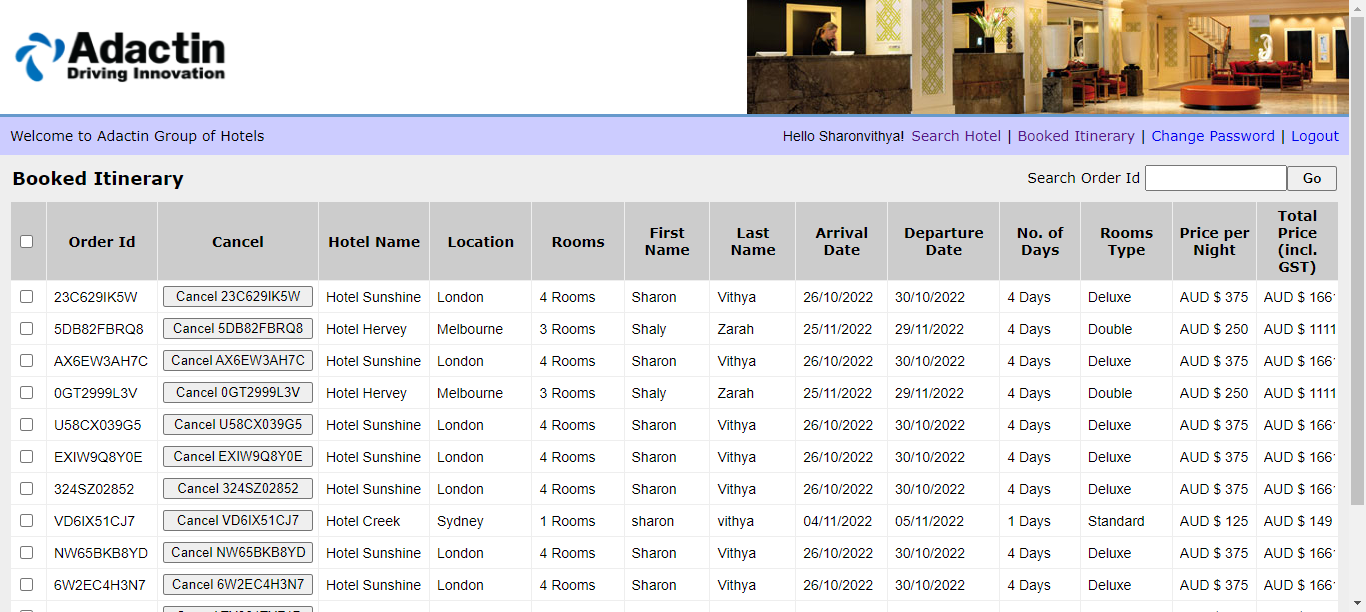 Adactin
Driving Innovation
Welcome to Adactin Group of Hotels
Hello Sharonvithya! Search Hotel | Booked Itinerary | Change Password | Logout
Booked Itinerary
Search Order Id Go
Order Id Cancel Hotel Name Location Rooms First Name Last Name Arrival Date Departure Date No. of Days Rooms Type Price per Night Total Price (incl. GST)
23C629IK5W Cancel 23C629IK5W Hotel Sunshine London 4 Rooms Sharon Vithya 26/10/2022 30/10/2022 4 Days Deluxe AUD $ 375 AUD $ 166
5DB82FBRQ8 Cancel 5DB82FBRQ8 Hotel Hervey Melbourne 3 Rooms Shaly Zarah 25/11/2022 29/11/2022 4 Days Double AUD $ 250 AUD $ 1111
AX6EW3AH7C Cancel AX6EW3AH7C Hotel Sunshine London 4 Rooms Sharon Vithya 26/10/2022 30/10/2022 4 Days Deluxe AUD $ 375 AUD $ 166
0GT2999L3V Cancel 0GT2999L3V Hotel Hervey Melbourne 3 Rooms Shaly Zarah 25/11/2022 29/11/2022 4 Days Double AUD $ 250 AUD $ 1111
U58CX039G5 Cancel U58CX039G5 Hotel Sunshine London 4 Rooms Sharon Vithya 26/10/2022 30/10/2022 4 Days Deluxe AUD $ 375 AUD $ 166
EXIW9Q8Y0E Cancel EXIW9Q8Y0E Hotel Sunshine London 4 Rooms Sharon Vithya 26/10/2022 30/10/2022 4 Days Deluxe AUD $ 375 AUD $ 166
324SZ02852 Cancel 324SZ02852 Hotel Sunshine London 4 Rooms Sharon Vithya 26/10/2022 30/10/2022 4 Days Deluxe AUD $ 375 AUD $ 166
VD6IX51CJ7 Cancel VD6IX51CJ7 Hotel Creek Sydney 1 Rooms sharon vithya 04/11/2022 05/11/2022 1 Days Standard AUD $ 125 AUD $ 149
NW65BKB8YD Cancel NW65BKB8YD Hotel Sunshine London 4 Rooms Sharon Vithya 26/10/2022 30/10/2022 4 Days Deluxe AUD $ 375 AUD $ 166
6W2EC4H3N7 Cancel 6W2EC4H3N7 Hotel Sunshine London 4 Rooms Sharon Vithya 26/10/2022 30/10/2022 4 Days Deluxe AUD $ 375 AUD $ 166